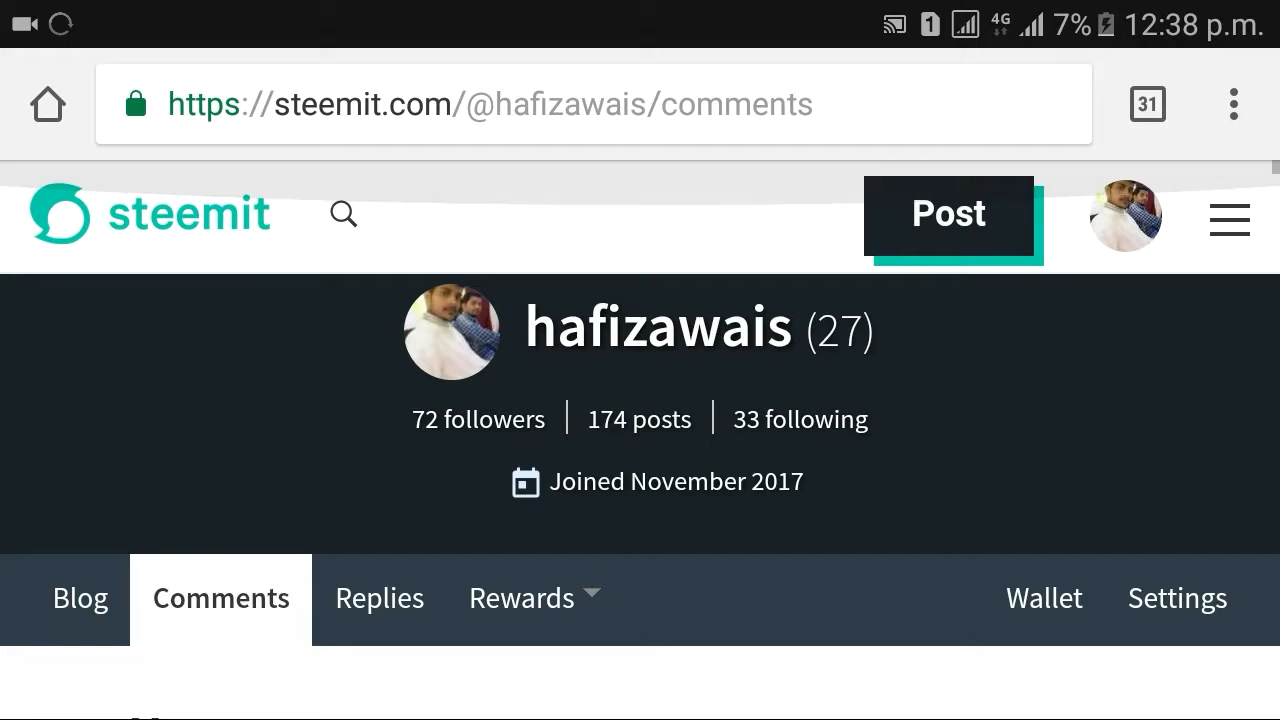 1 4G 7% 12:38 p.m.
https://steemit.com/@hafizawais/comments 31
steemit Post
hafizawais (27)
72 followers 174 posts 33 following
Joined November 2017
Blog Comments Replies Rewards Wallet Settings